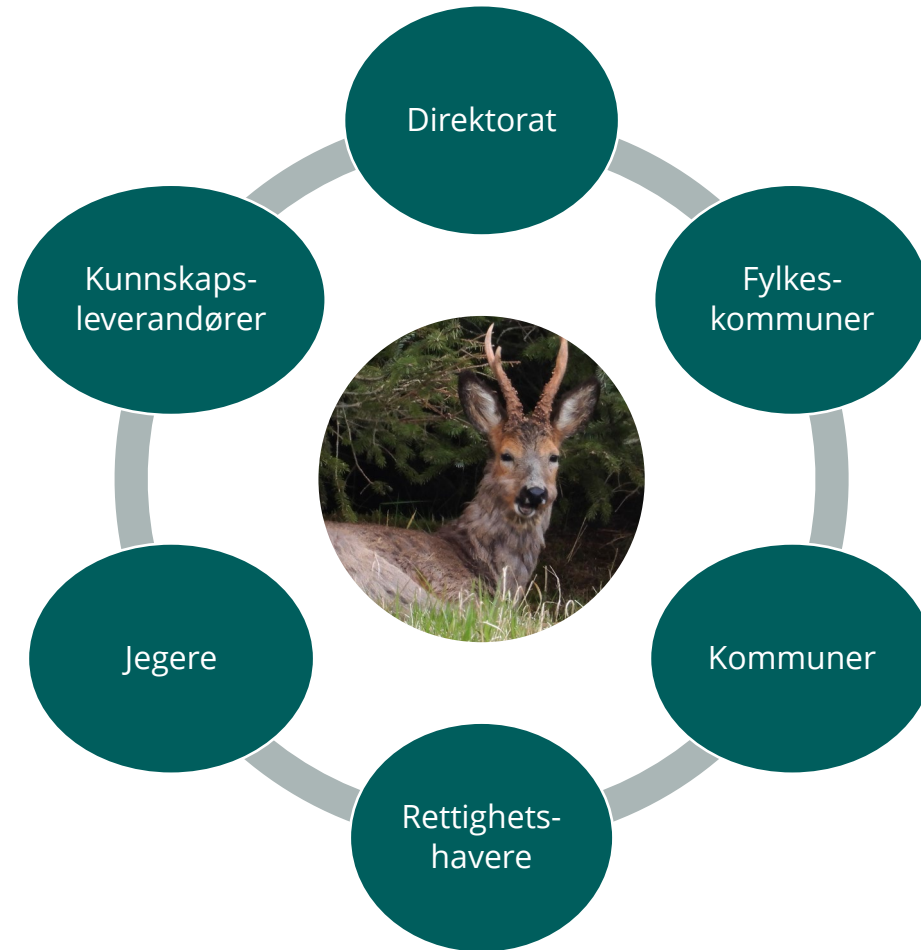 Direktorat
Fylkes-
kommuner
Kommuner
Rettighets-
havere
Jegere
Kunnskaps-
leverandører